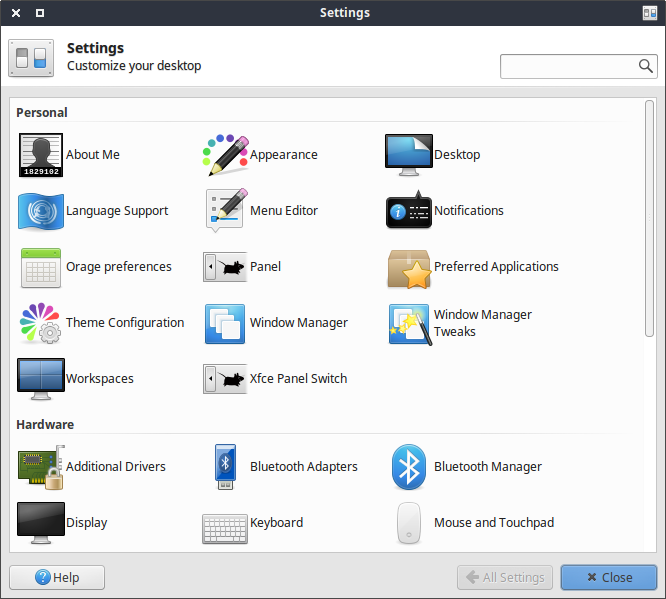 Settings
Settings
Customize your desktop
Personal
1829102
About Me
Appearance
Desktop
Language Support
Menu Editor
Notifications
Orage preferences
Panel
Preferred Applications
Theme Configuration
Window Manager
Window Manager
Tweaks
Workspaces
Xfce Panel Switch
Hardware
Additional Drivers
Bluetooth Adapters
Bluetooth Manager
Display
Keyboard
Mouse and Touchpad
Help
All Settings
Close